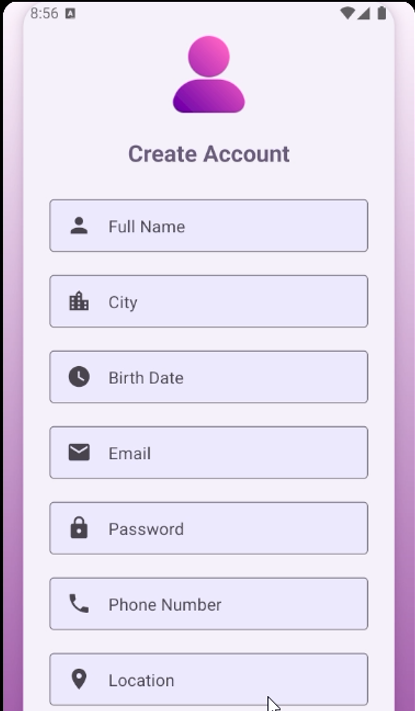 8:56
Create Account
Full Name
City
Birth Date
Email
Password
Phone Number
Location